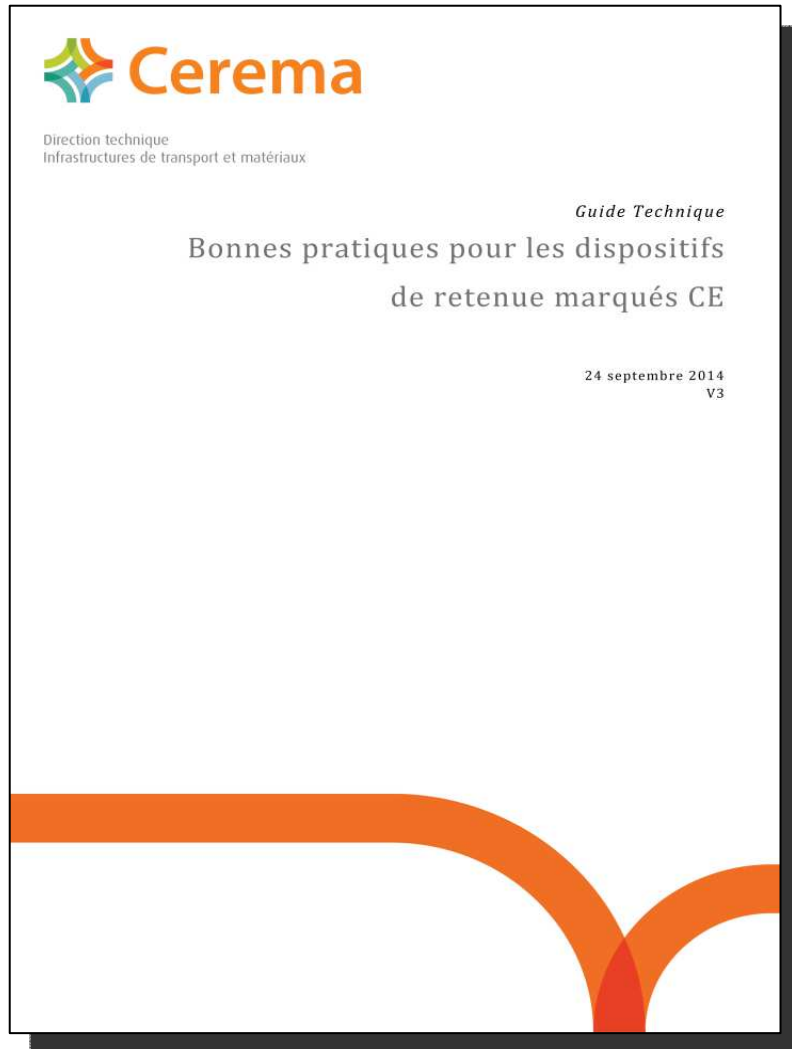 Cerema
Direction technique
Infrastructures de transport et matériaux
Guide Technique
Bonnes pratiques pour les dispositifs
de retenue marqués CE
24 septembre 2014
V3